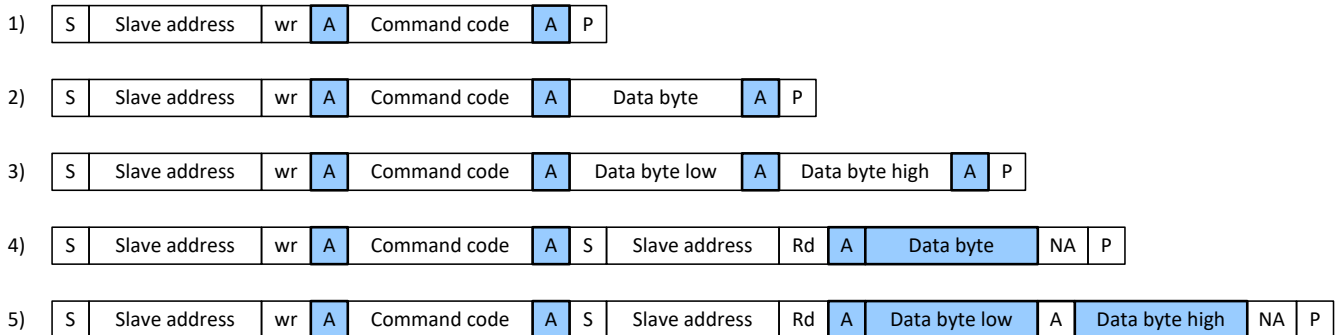 1) S Slave address wr A Command code A P
2) S Slave address wr A Command code A Data byte A P
3) S Slave address wr A Command code A Data byte low A Data byte high A P
4) S Slave address wr A Command code A S Slave address Rd A Data byte NA P
5) S Slave address wr A Command code A S Slave address Rd A Data byte low A Data byte high NA P